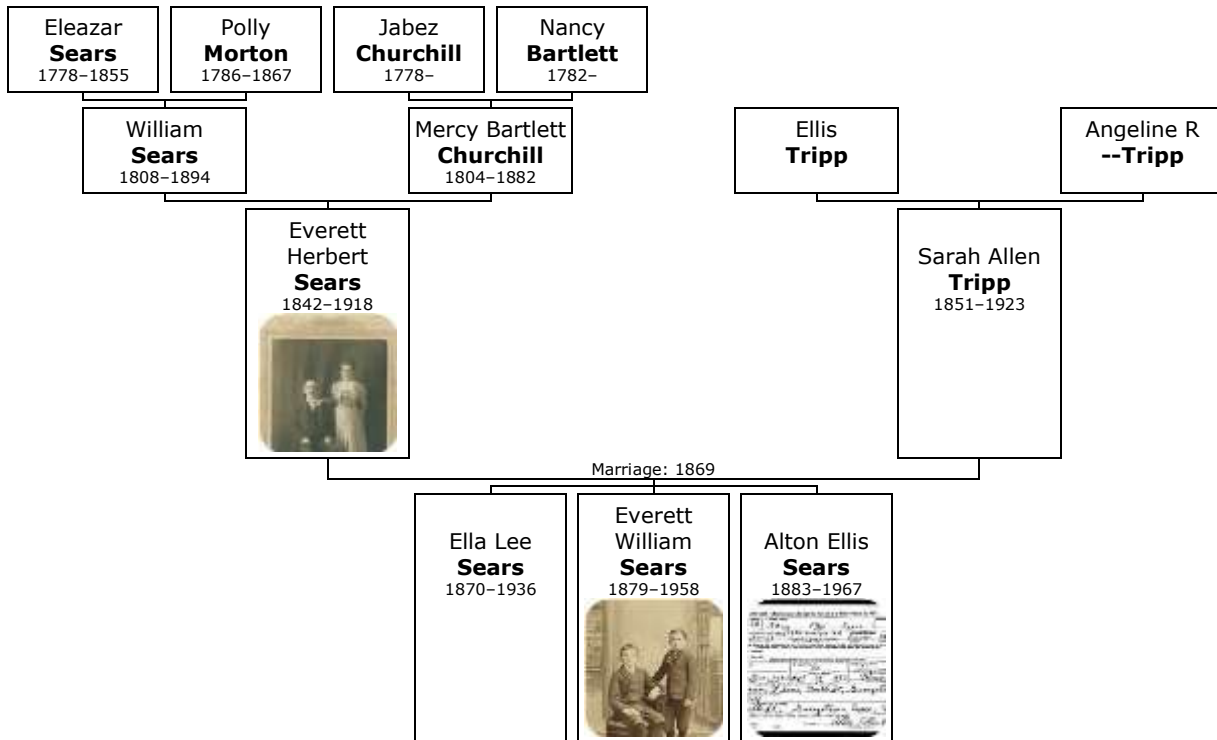 Eleazar
Sears
1778–1855
Polly
Morton
1786–1867
Jabez
Churchill
1778–
Nancy
Bartlett
1782–
William
Sears
1808–1894
Mercy Bartlett
Churchill
1804–1882
Ellis
Tripp
Angeline R
--Tripp
Everett
Herbert
Sears
1842–1918
Sarah Allen
Tripp
1851–1923
Marriage: 1869
Ella Lee
Sears
1870–1936
Everett
William
Sears
1879–1958
Alton Ellis
Sears
1883–1967